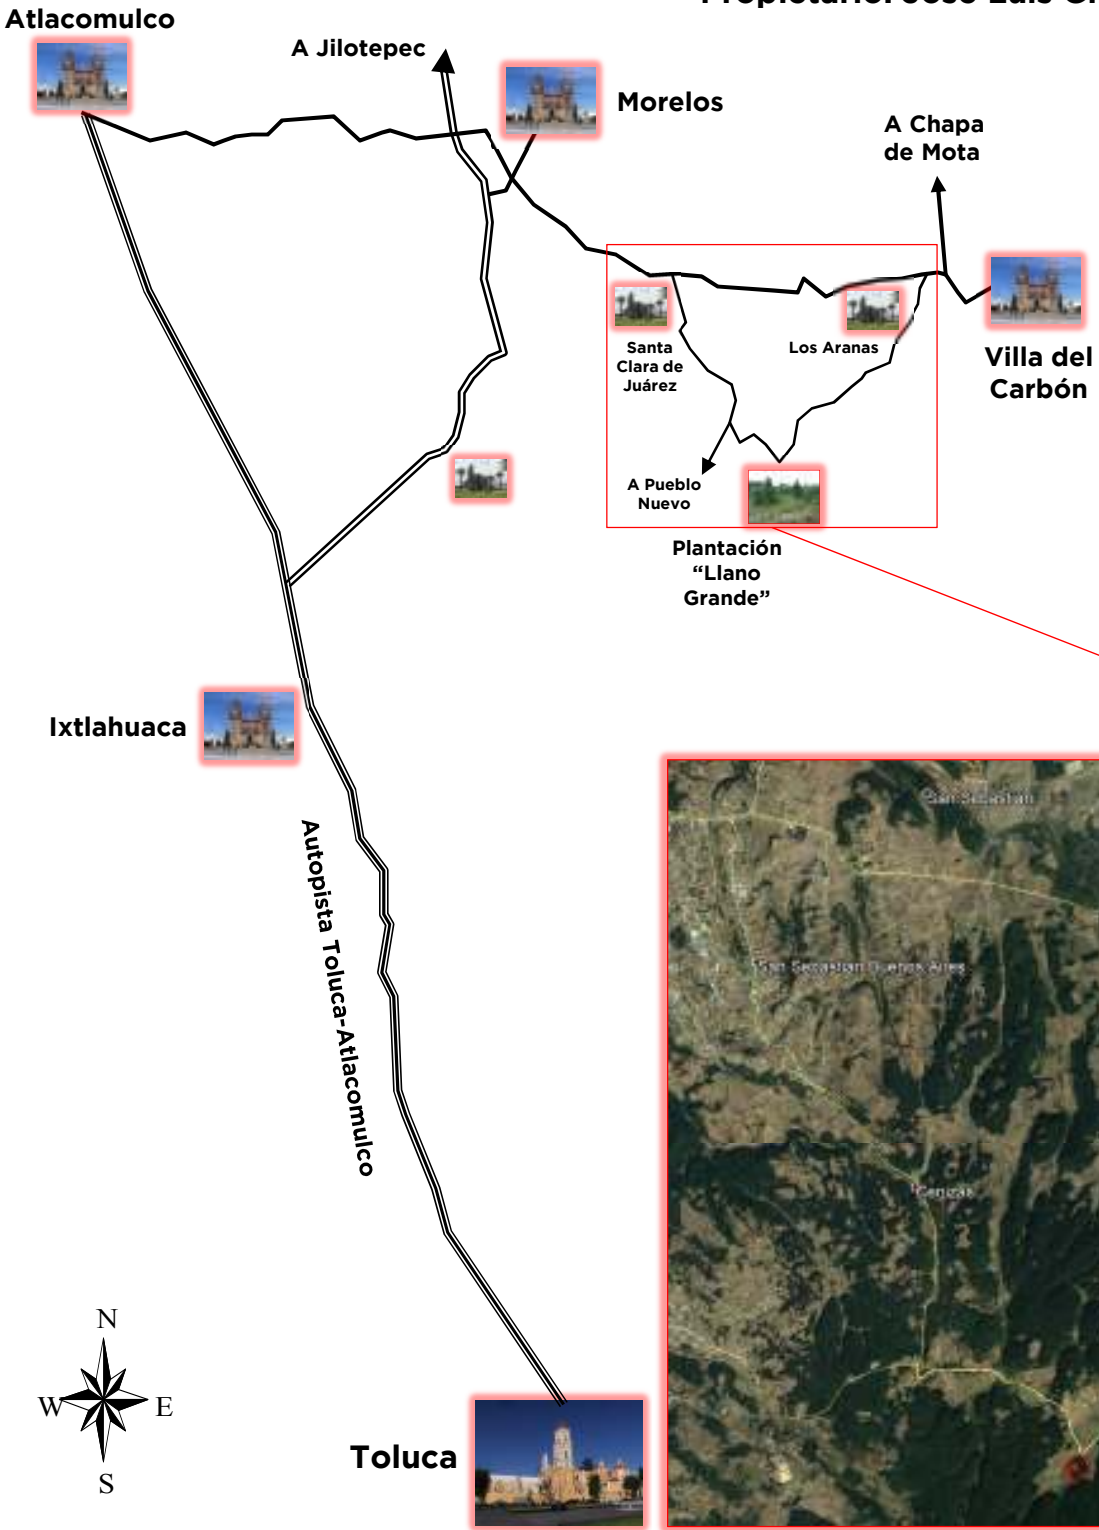 Atlacomulco
A Jilotepec
Morelos
A Chapa
de Mota
Santa
Clara de
Juárez
Los Aranas
Villa del
Carbón
A Pueblo
Nuevo
Plantación
“Llano
Grande”
Ixtlahuaca
Autopista Toluca-Atlacomulco
San Sebastián
San Sebastián Buenos Aires
Cenizas
N
W
E
S
Toluca